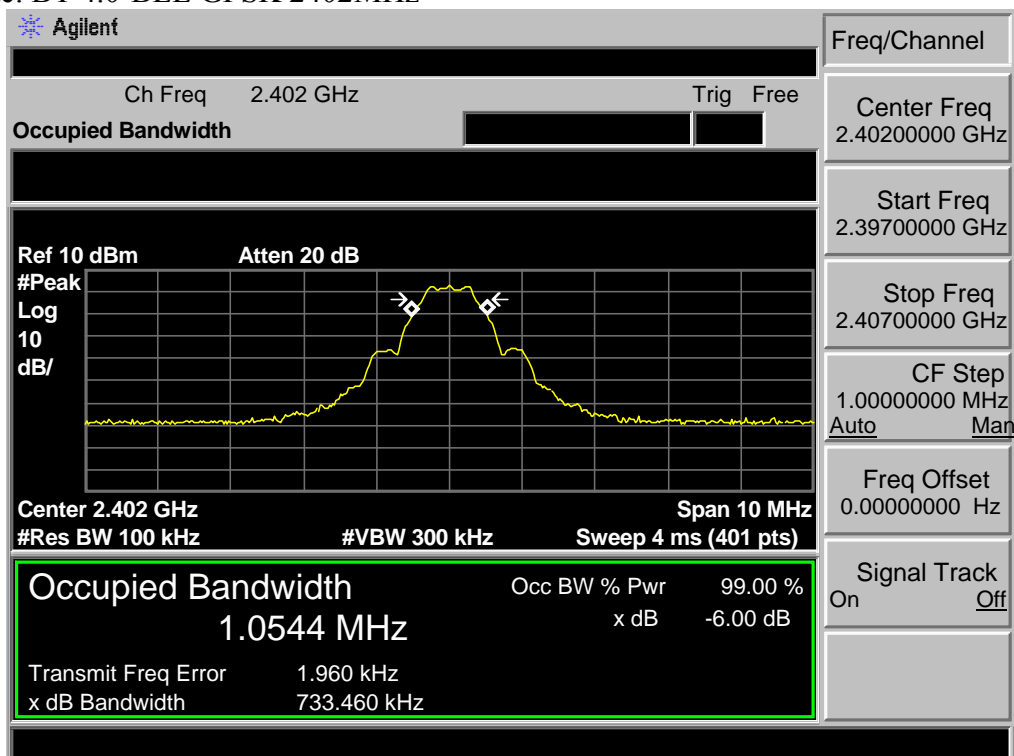 Agilent
Freq/Channel
Ch Freq 2.402 GHz Trig Free
Occupied Bandwidth
Center Freq
2.40200000 GHz
Start Freq
2.39700000 GHz
Stop Freq
2.40700000 GHz
CF Step
1.00000000 MHz
Auto Man
Freq Offset
0.00000000 Hz
Signal Track
On Off
Ref 10 dBm Atten 20 dB
#Peak
Log
10
dB/
Center 2.402 GHz Span 10 MHz
#Res BW 100 kHz #VBW 300 kHz Sweep 4 ms (401 pts)
Occupied Bandwidth Occ BW % Pwr 99.00 %
1.0544 MHz x dB -6.00 dB
Transmit Freq Error 1.960 kHz
x dB Bandwidth 733.460 kHz